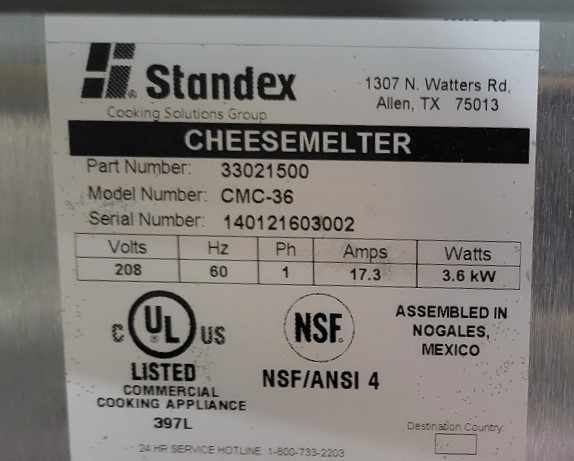 Standex
Cooking Solutions Group
1307 N. Watters Rd,
Allen, TX 75013
CHEESEMELTER
Part Number: 33021500
Model Number: CMC-36
Serial Number: 140121603002
Volts Hz Ph Amps Watts
208 60 1 17.3 3.6 kW
C UL US
®
LISTED
COMMERCIAL
COOKING APPLIANCE
397L
NSF
NSF/ANSI 4
ASSEMBLED IN
NOGALES,
MEXICO
Destination Country
24 HR SERVICE HOTLINE: 1-800-733-2203